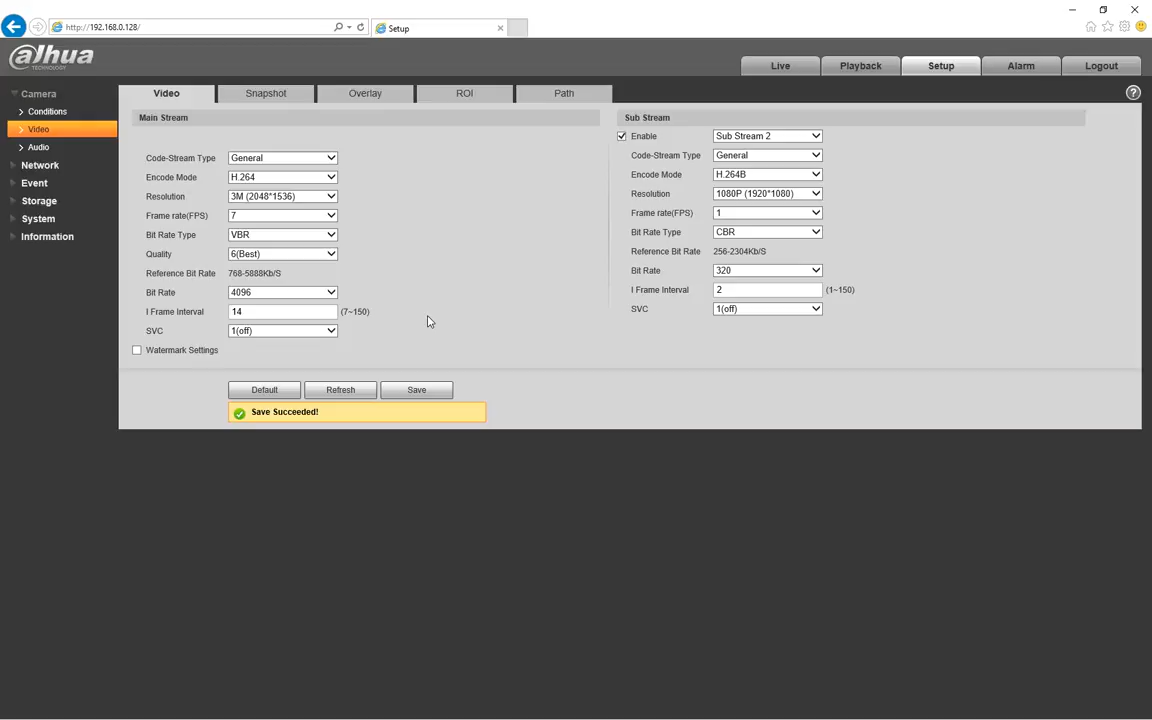 http://192.168.0.128/
Setup
alhua
TECHNOLOGY
Live
Playback
Setup
Alarm
Logout
Camera
Conditions
Video
Audio
Network
Event
Storage
System
Information
Video
Snapshot
Overlay
ROI
Path
?
Main Stream
Code-Stream Type General
Encode Mode H.264
Resolution 3M (2048*1536)
Frame rate(FPS) 7
Bit Rate Type VBR
Quality 6(Best)
Reference Bit Rate 768-5888Kb/S
Bit Rate 4096
I Frame Interval 14 (7~150)
SVC 1(off)
Watermark Settings
Sub Stream
Enable Sub Stream 2
Code-Stream Type General
Encode Mode H.264B
Resolution 1080P (1920*1080)
Frame rate(FPS) 1
Bit Rate Type CBR
Reference Bit Rate 256-2304Kb/S
Bit Rate 320
I Frame Interval 2 (1~150)
SVC 1(off)
Default
Refresh
Save
Save Succeeded!